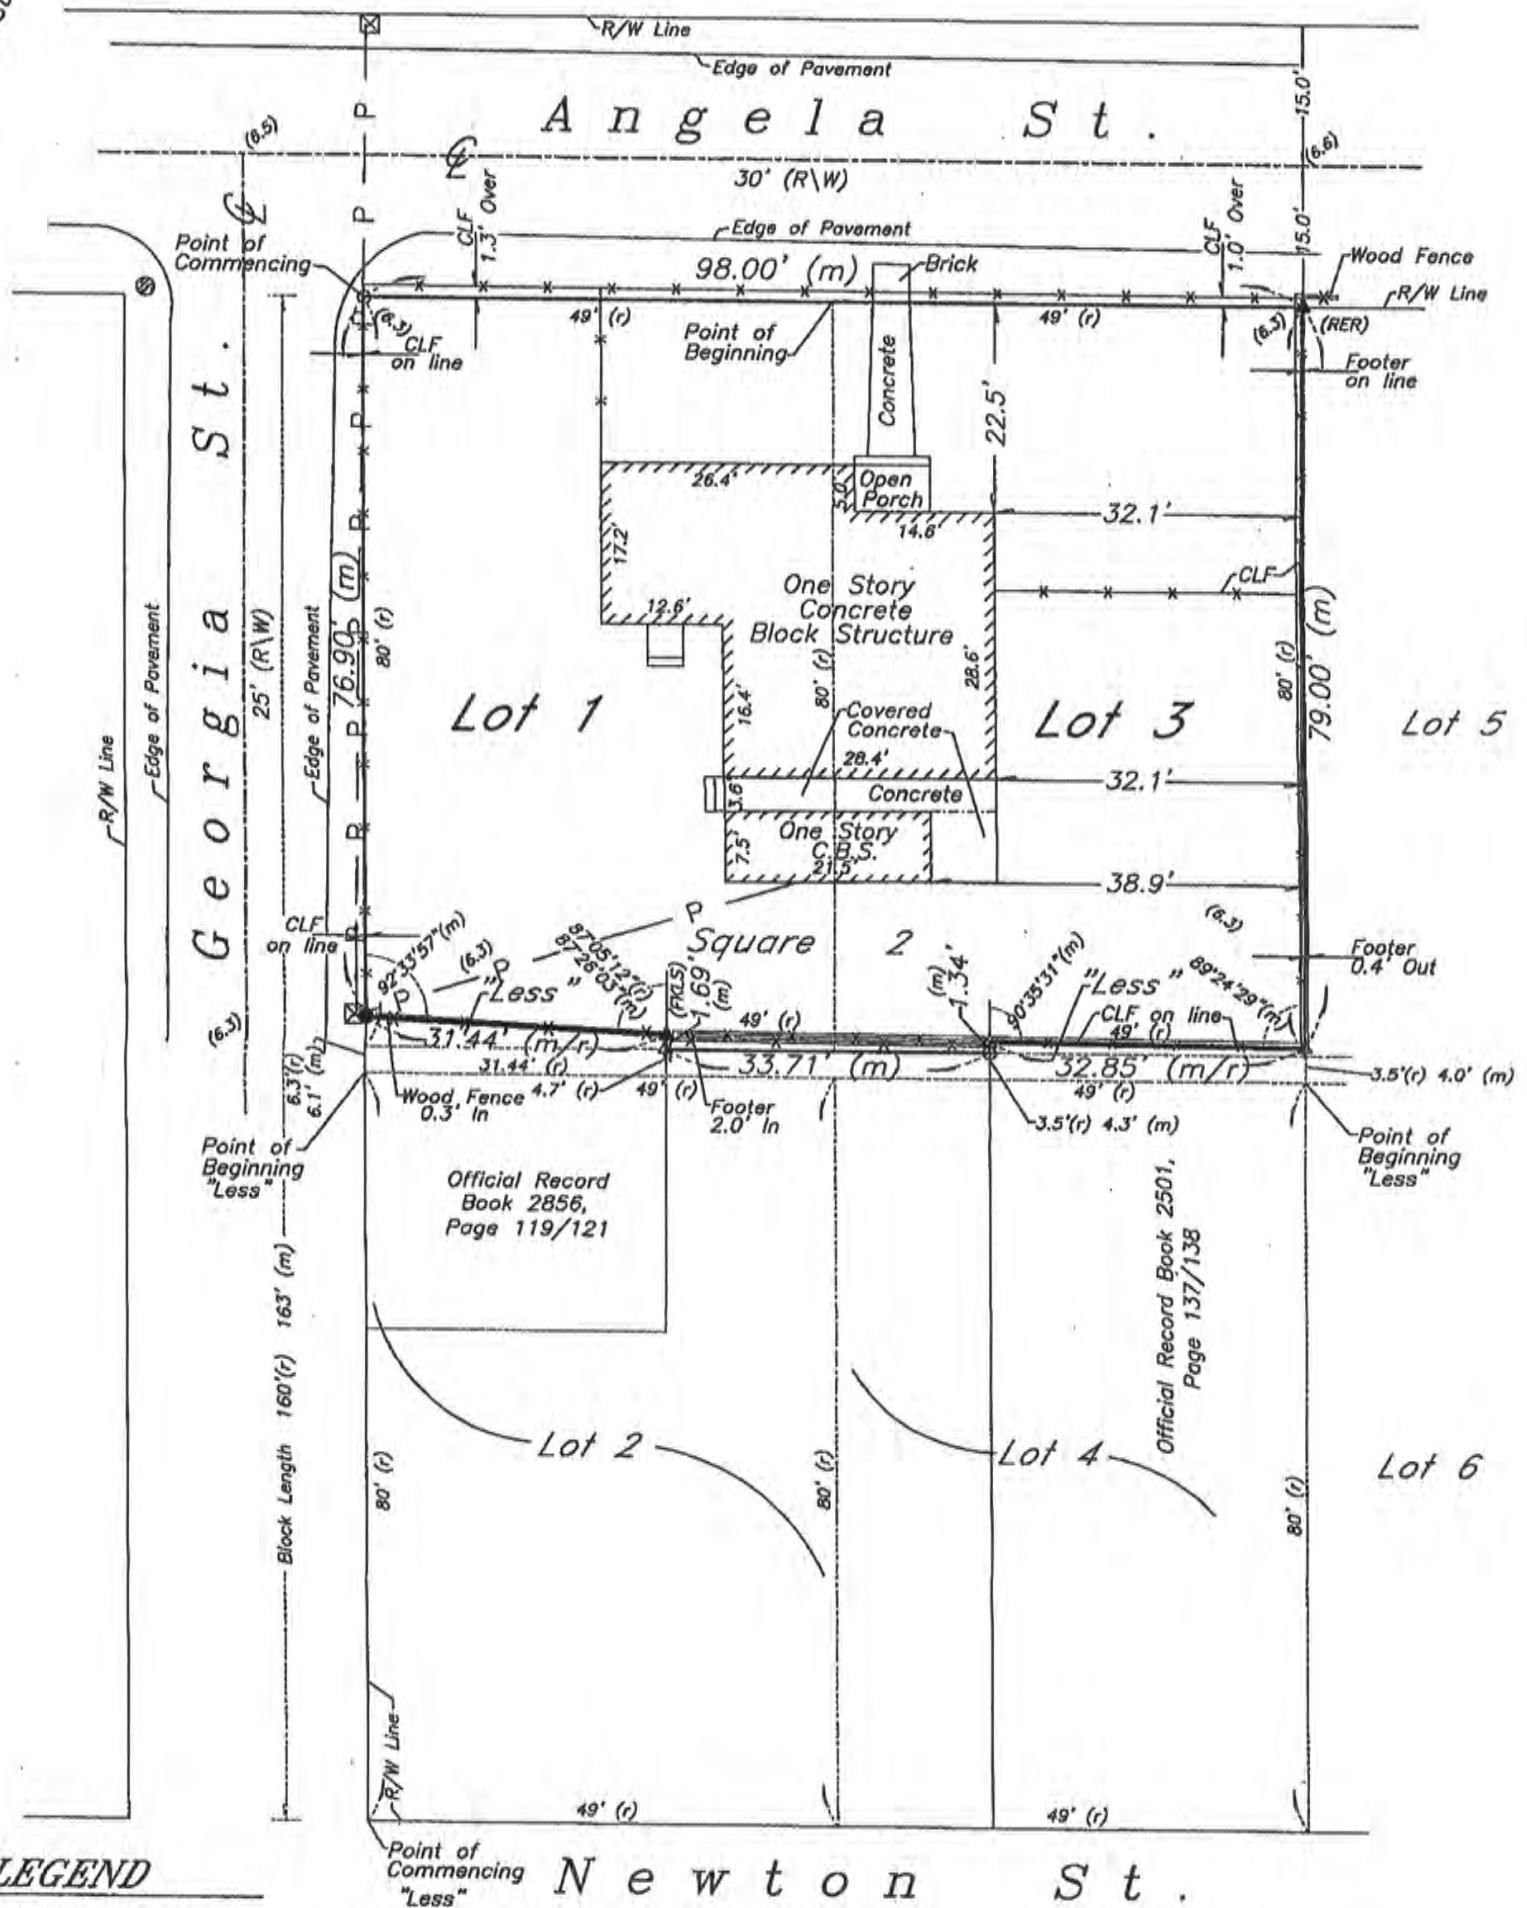 R/W Line
Edge of Pavement
15.0'
Angela St.
(6.5)
(6.6)
30' (R\W)
CLF
1.3' Over
CLF
1.0' Over
15.0'
Edge of Pavement
Point of
Commencing
98.00' (m)
Brick
Wood Fence
R/W Line
49' (r)
49' (r)
(6.3)
(6.3)
(RER)
CLF
on line
Point of
Beginning
Concrete
22.5'
Footer
on line
Georgia St.
25' (R\W)
R/W Line
Edge of Pavement
Edge of Pavement
P
P
P
P
P
P
P
P
76.90' (m)
80' (r)
26.4'
5.0'
Open
Porch
14.6'
32.1'
17.2'
12.6'
One Story
Concrete
Block Structure
CLF
80' (r)
28.6'
80' (r)
79.00' (m)
Lot 1
16.4'
Covered
Concrete
Lot 3
Lot 5
28.4'
32.1'
3.6'
Concrete
One Story
C.B.S.
21.5'
7.5'
38.9'
CLF
on line
P
Square 2
(6.3)
Footer
0.4' Out
92°33'57"(m)
(6.3)
P
P
"Less"
87°05'12"(r)
87°26'03"(m)
(FKLS)
1.69'
(m)
1.34'
(m)
90°35'31"(m)
"Less"
89°24'29"(m)
CLF on line
(6.3)
49' (r)
49' (r)
31.44' (m/r)
33.71' (m)
32.85' (m/r)
31.44' (r)
4.7' (r)
49' (r)
49' (r)
3.5'(r) 4.0' (m)
6.3'(r)
6.1' (m)
Wood Fence
0.3' In
Footer
2.0' In
3.5'(r) 4.3' (m)
Point of
Beginning
"Less"
Point of
Beginning
"Less"
Official Record
Book 2856,
Page 119/121
Official Record Book 2501,
Page 137/138
Block Length 160'(r) 163' (m)
Lot 2
Lot 4
Lot 6
80' (r)
80' (r)
80' (r)
R/W Line
49' (r)
49' (r)
Point of
Commencing
"Less"
LEGEND
Newton St.